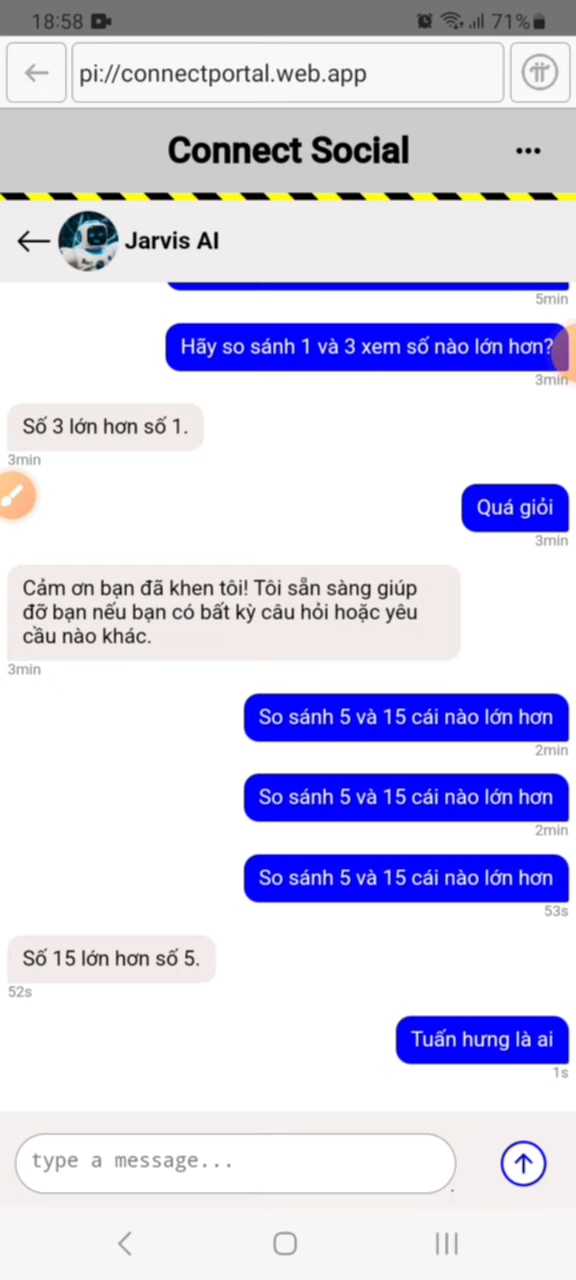 18:58
71%
pi://connectportal.web.app
Connect Social
Jarvis AI
5min
Hãy so sánh 1 và 3 xem số nào lớn hơn?
3min
Số 3 lớn hơn số 1.
3min
Quá giỏi
3min
Cảm ơn bạn đã khen tôi! Tôi sẵn sàng giúp
đỡ bạn nếu bạn có bất kỳ câu hỏi hoặc yêu
cầu nào khác.
3min
So sánh 5 và 15 cái nào lớn hơn
2min
So sánh 5 và 15 cái nào lớn hơn
2min
So sánh 5 và 15 cái nào lớn hơn
53s
Số 15 lớn hơn số 5.
52s
Tuấn hưng là ai
1s
type a message...